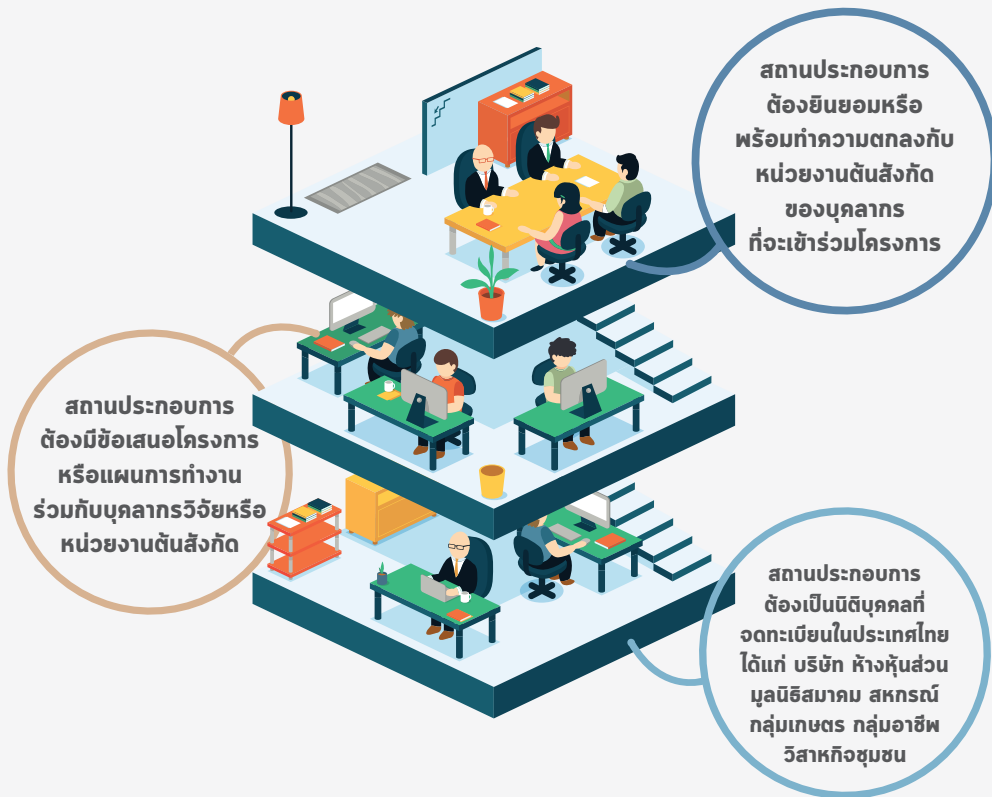 สถานประกอบการ
ต้องยินยอมหรือ
พร้อมทำความตกลงกับ
หน่วยงานต้นสังกัด
ของบุคลากร
ที่จะเข้าร่วมโครงการ
สถานประกอบการ
ต้องมีข้อเสนอโครงการ
หรือแผนการทำงาน
ร่วมกับบุคลากรวิจัยหรือ
หน่วยงานต้นสังกัด
สถานประกอบการ
ต้องเป็นนิติบุคคลที่
จดทะเบียนในประเทศไทย
ได้แก่ บริษัท ห้างหุ้นส่วน
มูลนิธิสมาคม สหกรณ์
กลุ่มเกษตร กลุ่มอาชีพ
วิสาหกิจชุมชน